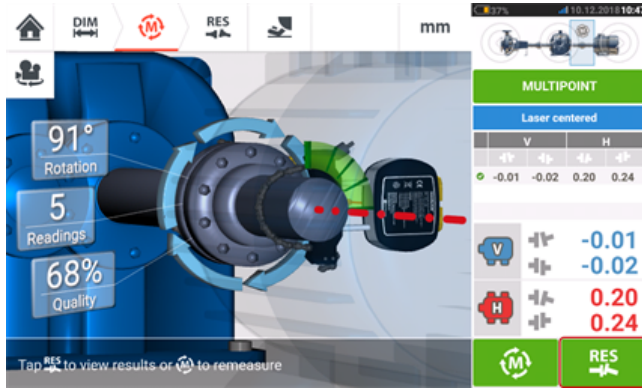 DIM
M
RES
mm
37%
10.12.2018 10:47
MULTIPOINT
Laser centered
V H
-0.01 -0.02 0.20 0.24
91°
Rotation
5
Readings
68%
Quality
V
-0.01
-0.02
H
0.20
0.24
Tap RES to view results or M to remeasure
M
RES